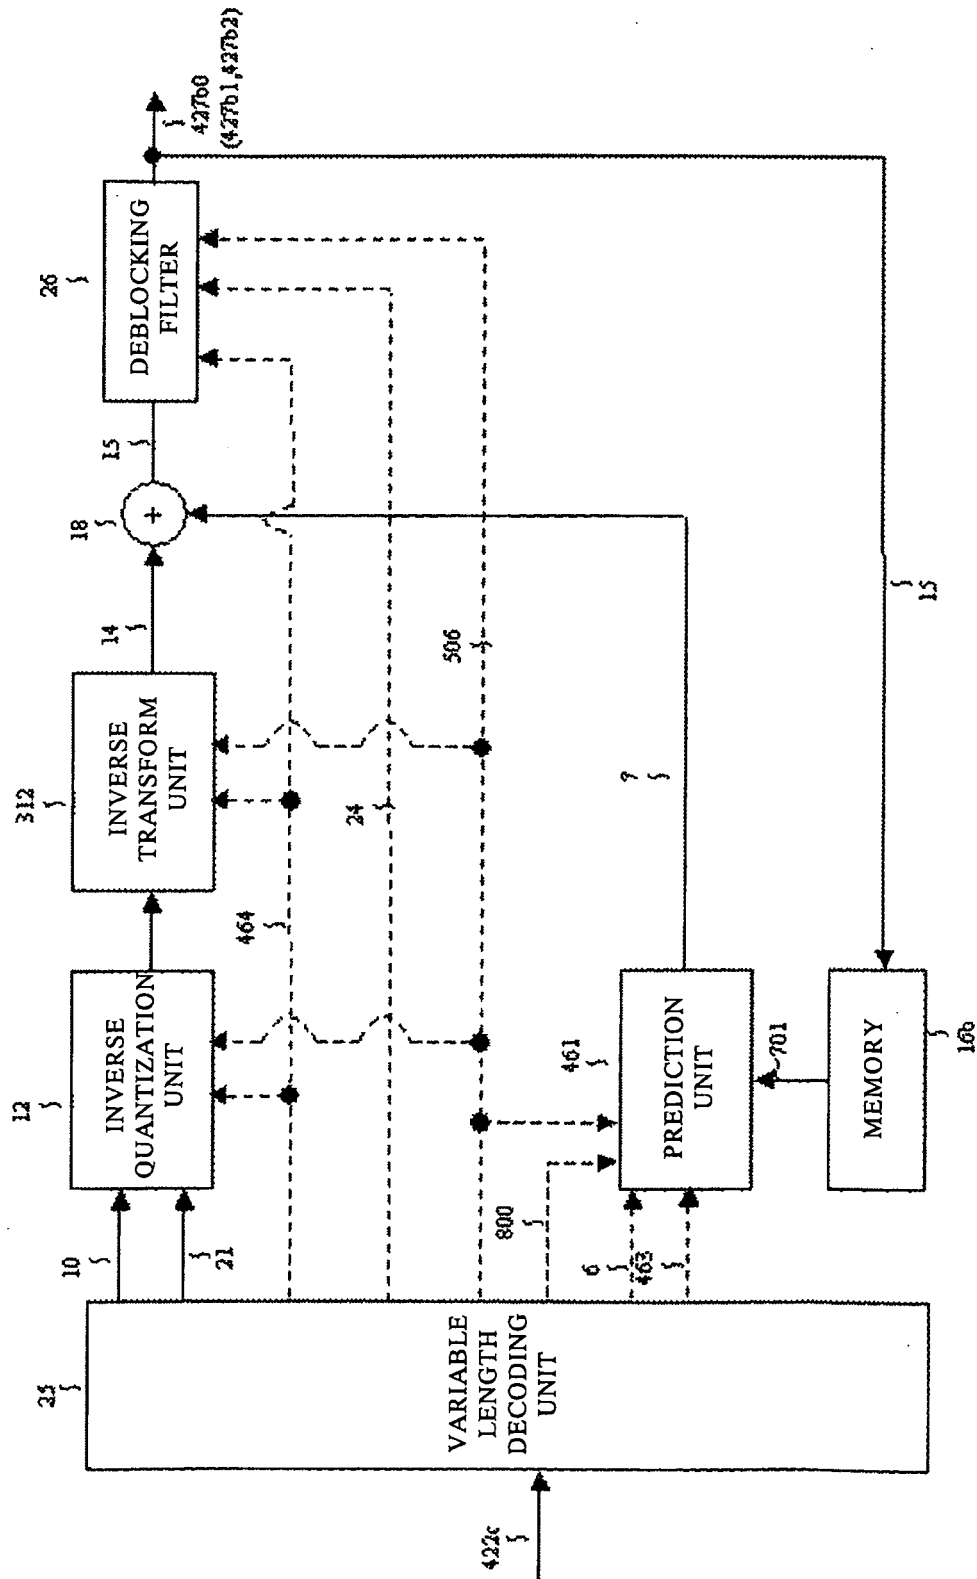 422c
25
VARIABLE
LENGTH
DECODING
UNIT
10
21
800
6
463
12
INVERSE
QUANTIZATION
UNIT
464
461
PREDICTION
UNIT
701
MEMORY
16b
312
INVERSE
TRANSFORM
UNIT
24
506
14
18
+
15
26
DEBLOCKING
FILTER
15
427b0
(427b1,427b2)